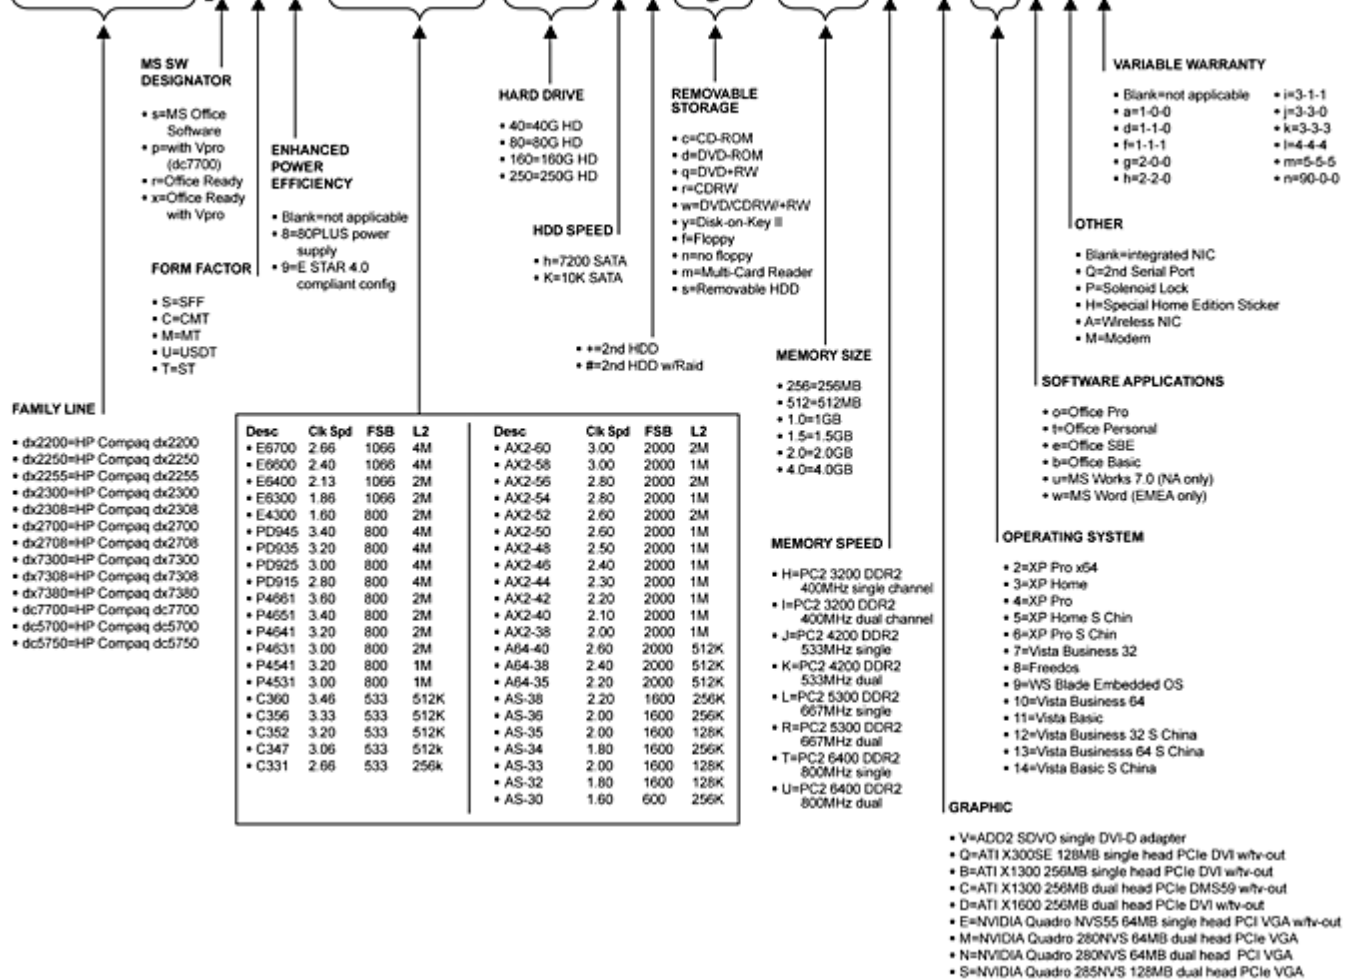 MS SW
DESIGNATOR
• s=MS Office
Software
• p=with Vpro
(dc7700)
• r=Office Ready
• x=Office Ready
with Vpro
FORM FACTOR
• S=SFF
• C=CMT
• M=MT
• U=USDT
• T=ST
ENHANCED
POWER
EFFICIENCY
• Blank=not applicable
• 8=80PLUS power
supply
• 9=E STAR 4.0
compliant config
HARD DRIVE
• 40=40G HD
• 80=80G HD
• 160=160G HD
• 250=250G HD
HDD SPEED
• h=7200 SATA
• K=10K SATA
• +=2nd HDD
• #=2nd HDD w/Raid
REMOVABLE
STORAGE
• c=CD-ROM
• d=DVD-ROM
• q=DVD+RW
• r=CDRW
• w=DVD/CDRW/+RW
• y=Disk-on-Key II
• f=Floppy
• n=no floppy
• m=Multi-Card Reader
• s=Removable HDD
VARIABLE WARRANTY
• Blank=not applicable
• a=1-0-0
• d=1-1-0
• f=1-1-1
• g=2-0-0
• h=2-2-0
• i=3-1-1
• j=3-3-0
• k=3-3-3
• l=4-4-4
• m=5-5-5
• n=90-0-0
OTHER
• Blank=integrated NIC
• Q=2nd Serial Port
• P=Solenoid Lock
• H=Special Home Edition Sticker
• A=Wireless NIC
• M=Modem
MEMORY SIZE
• 256=256MB
• 512=512MB
• 1.0=1GB
• 1.5=1.5GB
• 2.0=2.0GB
• 4.0=4.0GB
SOFTWARE APPLICATIONS
• o=Office Pro
• t=Office Personal
• e=Office SBE
• b=Office Basic
• u=MS Works 7.0 (NA only)
• w=MS Word (EMEA only)
FAMILY LINE
• dx2200=HP Compaq dx2200
• dx2250=HP Compaq dx2250
• dx2255=HP Compaq dx2255
• dx2300=HP Compaq dx2300
• dx2308=HP Compaq dx2308
• dx2700=HP Compaq dx2700
• dx2708=HP Compaq dx2708
• dx7300=HP Compaq dx7300
• dx7308=HP Compaq dx7308
• dx7380=HP Compaq dx7380
• dc7700=HP Compaq dc7700
• dc5700=HP Compaq dc5700
• dc5750=HP Compaq dc5750
Desc Clk Spd FSB L2
• E6700 2.66 1066 4M
• E6600 2.40 1066 4M
• E6400 2.13 1066 2M
• E6300 1.86 1066 2M
• E4300 1.60 800 2M
• PD945 3.40 800 4M
• PD935 3.20 800 4M
• PD925 3.00 800 4M
• PD915 2.80 800 4M
• P4661 3.60 800 2M
• P4651 3.40 800 2M
• P4641 3.20 800 2M
• P4631 3.00 800 2M
• P4541 3.20 800 1M
• P4531 3.00 800 1M
• C360 3.46 533 512K
• C356 3.33 533 512K
• C352 3.20 533 512K
• C347 3.06 533 512k
• C331 2.66 533 256k
Desc Clk Spd FSB L2
• AX2-60 3.00 2000 2M
• AX2-58 3.00 2000 1M
• AX2-56 2.80 2000 2M
• AX2-54 2.80 2000 1M
• AX2-52 2.60 2000 2M
• AX2-50 2.60 2000 1M
• AX2-48 2.50 2000 1M
• AX2-46 2.40 2000 1M
• AX2-44 2.30 2000 1M
• AX2-42 2.20 2000 1M
• AX2-40 2.10 2000 1M
• AX2-38 2.00 2000 1M
• A64-40 2.60 2000 512K
• A64-38 2.40 2000 512K
• A64-35 2.20 2000 512K
• AS-38 2.20 1600 256K
• AS-36 2.00 1600 256K
• AS-35 2.00 1600 128K
• AS-34 1.80 1600 256K
• AS-33 2.00 1600 128K
• AS-32 1.80 1600 128K
• AS-30 1.60 600 256K
MEMORY SPEED
• H=PC2 3200 DDR2
400MHz single channel
• I=PC2 3200 DDR2
400MHz dual channel
• J=PC2 4200 DDR2
533MHz single
• K=PC2 4200 DDR2
533MHz dual
• L=PC2 5300 DDR2
667MHz single
• R=PC2 5300 DDR2
667MHz dual
• T=PC2 6400 DDR2
800MHz single
• U=PC2 6400 DDR2
800MHz dual
OPERATING SYSTEM
• 2=XP Pro x64
• 3=XP Home
• 4=XP Pro
• 5=XP Home S Chin
• 6=XP Pro S Chin
• 7=Vista Business 32
• 8=Freedos
• 9=WS Blade Embedded OS
• 10=Vista Business 64
• 11=Vista Basic
• 12=Vista Business 32 S China
• 13=Vista Businesss 64 S China
• 14=Vista Basic S China
GRAPHIC
• V=ADD2 SDVO single DVI-D adapter
• Q=ATI X300SE 128MB single head PCIe DVI w/tv-out
• B=ATI X1300 256MB single head PCIe DVI w/tv-out
• C=ATI X1300 256MB dual head PCIe DMS59 w/tv-out
• D=ATI X1600 256MB dual head PCIe DVI w/tv-out
• E=NVIDIA Quadro NVS55 64MB single head PCI VGA w/tv-out
• M=NVIDIA Quadro 280NVS 64MB dual head PCIe VGA
• N=NVIDIA Quadro 280NVS 64MB dual head PCI VGA
• S=NVIDIA Quadro 285NVS 128MB dual head PCIe VGA